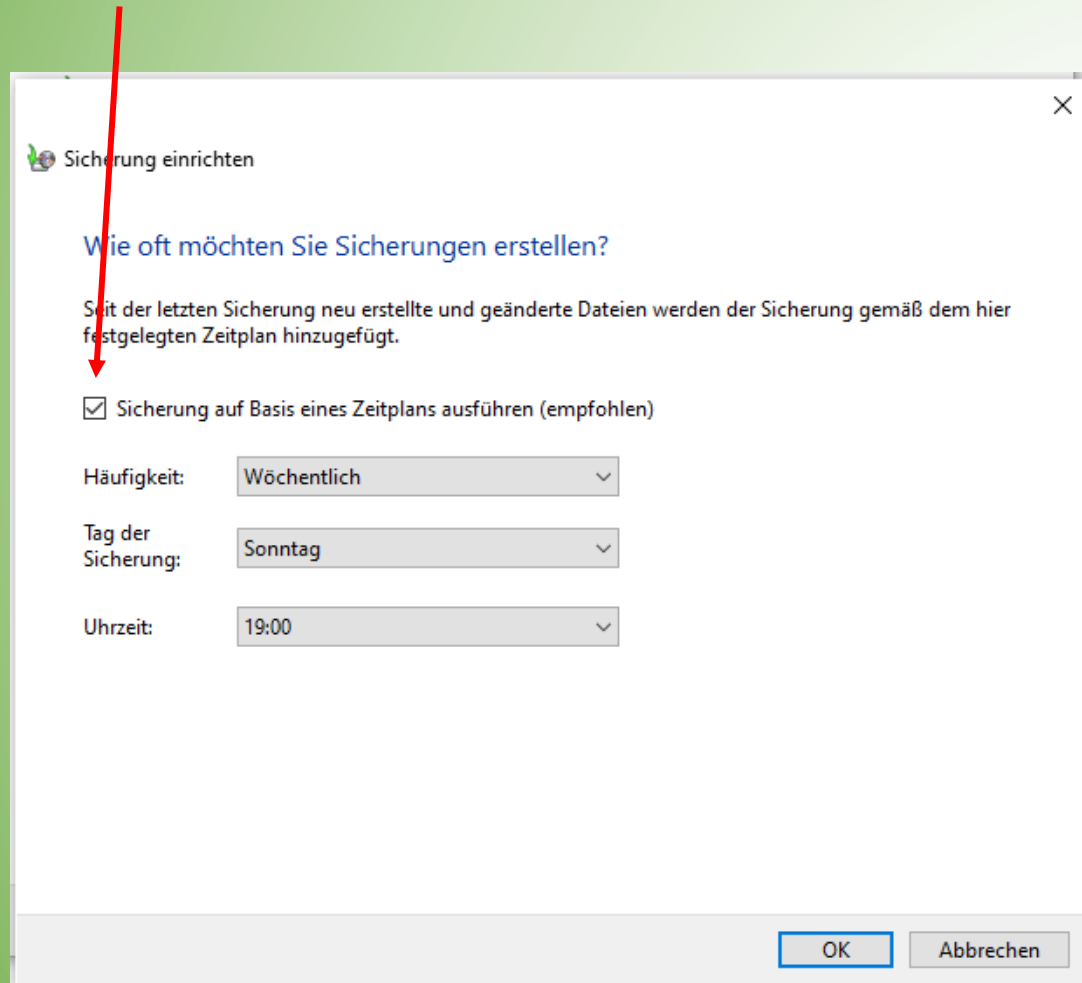 Sicherung einrichten
Wie oft möchten Sie Sicherungen erstellen?
Seit der letzten Sicherung neu erstellte und geänderte Dateien werden der Sicherung gemäß dem hier
festgelegten Zeitplan hinzugefügt.
Sicherung auf Basis eines Zeitplans ausführen (empfohlen)
Häufigkeit: Wöchentlich
Tag der
Sicherung: Sonntag
Uhrzeit: 19:00
OK Abbrechen